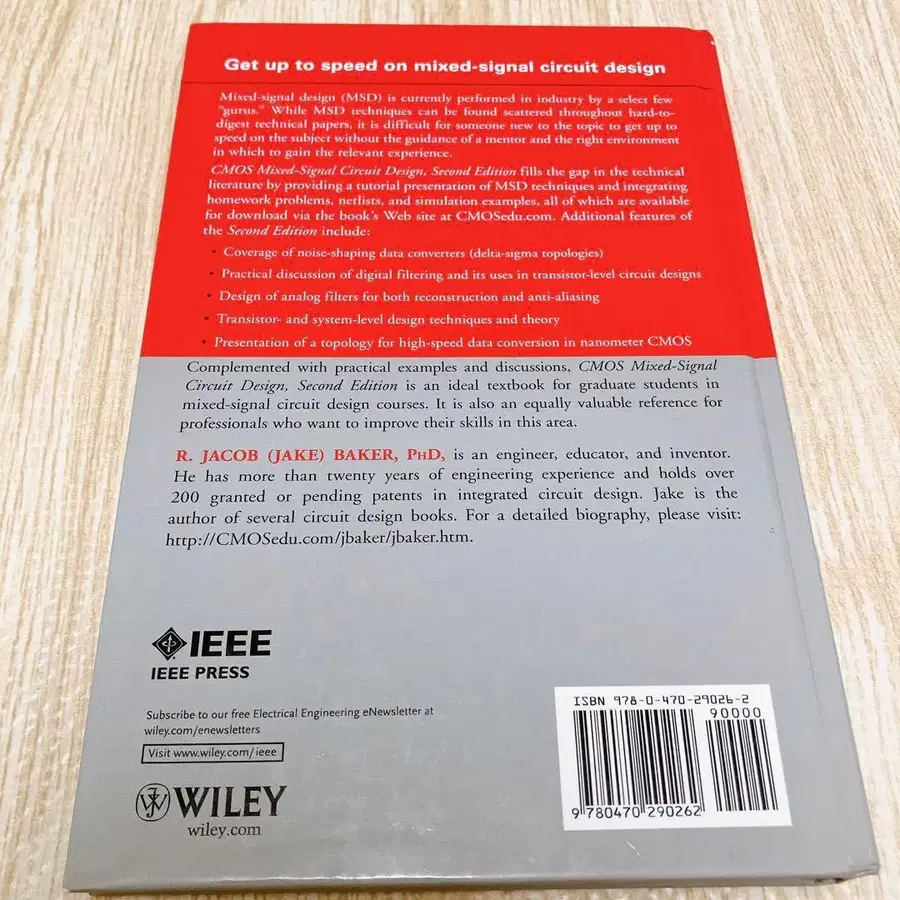 Get up to speed on mixed-signal circuit design
Mixed-signal design (MSD) is currently performed in industry by a select few
"gurus." While MSD techniques can be found scattered throughout hard-to-
digest technical papers, it is difficult for someone new to the topic to get up to
speed on the subject without the guidance of a mentor and the right environment
in which to gain the relevant experience.
CMOS Mixed-Signal Circuit Design, Second Edition fills the gap in the technical
literature by providing a tutorial presentation of MSD techniques and integrating
homework problems, netlists, and simulation examples, all of which are available
for download via the book's Web site at CMOSedu.com. Additional features of
the Second Edition include:
• Coverage of noise-shaping data converters (delta-sigma topologies)
• Practical discussion of digital filtering and its uses in transistor-level circuit designs
• Design of analog filters for both reconstruction and anti-aliasing
• Transistor- and system-level design techniques and theory
• Presentation of a topology for high-speed data conversion in nanometer CMOS
Complemented with practical examples and discussions, CMOS Mixed-Signal
Circuit Design, Second Edition is an ideal textbook for graduate students in
mixed-signal circuit design courses. It is also an equally valuable reference for
professionals who want to improve their skills in this area.
R. JACOB (JAKE) BAKER, PHD, is an engineer, educator, and inventor.
He has more than twenty years of engineering experience and holds over
200 granted or pending patents in integrated circuit design. Jake is the
author of several circuit design books. For a detailed biography, please visit:
http://CMOSedu.com/jbaker/jbaker.htm.
IEEE
IEEE PRESS
Subscribe to our free Electrical Engineering eNewsletter at
wiley.com/enewsletters
Visit www.wiley.com/ieee
WILEY
wiley.com
ISBN 978-0-470-29026-2
90000
9 780470 290262